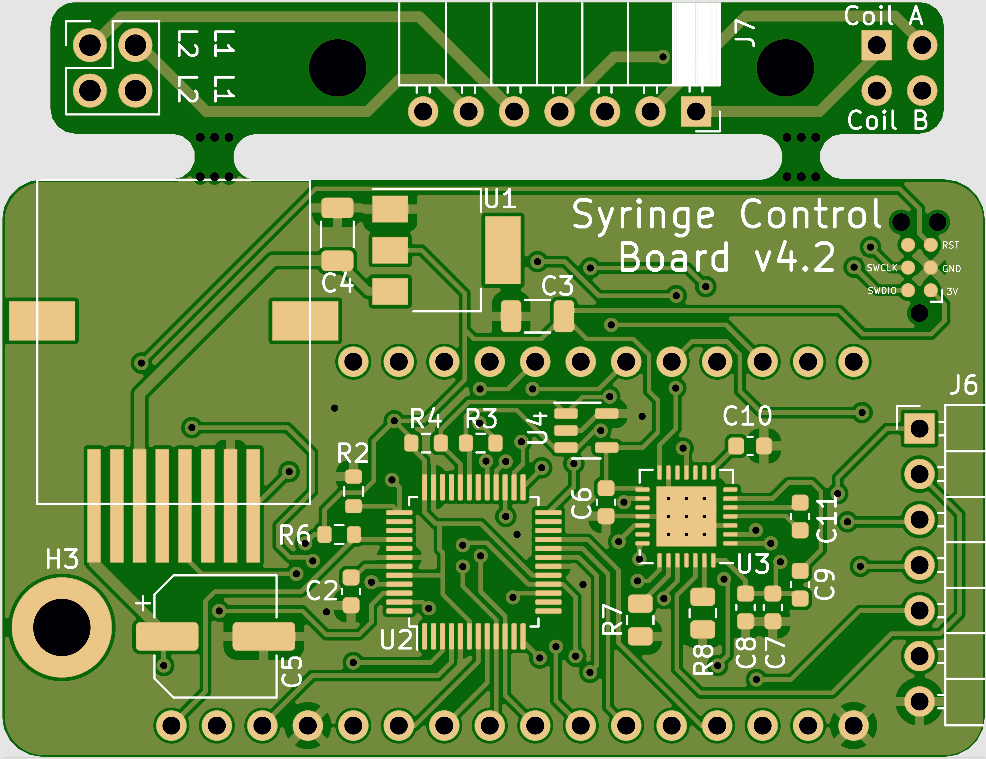 Coil A
J7
L2 L1
L2 L1
Coil B
U1
Syringe Control
Board v4.2
RST
SWCLK
GND
SWDIO
3V
C4
C3
J6
R4
R3
U4
C10
R2
C6
C11
R6
H3
U3
C2
C9
+
R7
U2
R8
C8
C7
C5